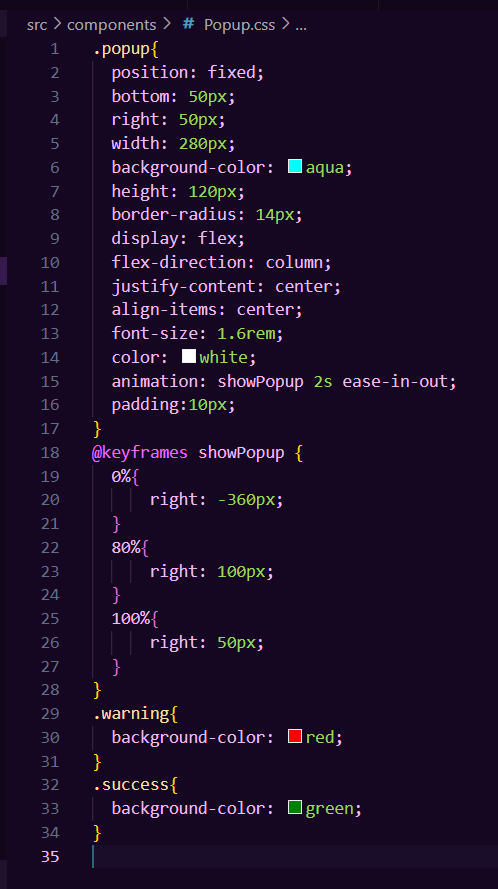 src > components > # Popup.css > ...
1 .popup{
2 position: fixed;
3 bottom: 50px;
4 right: 50px;
5 width: 280px;
6 background-color: aqua;
7 height: 120px;
8 border-radius: 14px;
9 display: flex;
10 flex-direction: column;
11 justify-content: center;
12 align-items: center;
13 font-size: 1.6rem;
14 color: white;
15 animation: showPopup 2s ease-in-out;
16 padding:10px;
17 }
18 @keyframes showPopup {
19 0%{
20 right: -360px;
21 }
22 80%{
23 right: 100px;
24 }
25 100%{
26 right: 50px;
27 }
28 }
29 .warning{
30 background-color: red;
31 }
32 .success{
33 background-color: green;
34 }
35